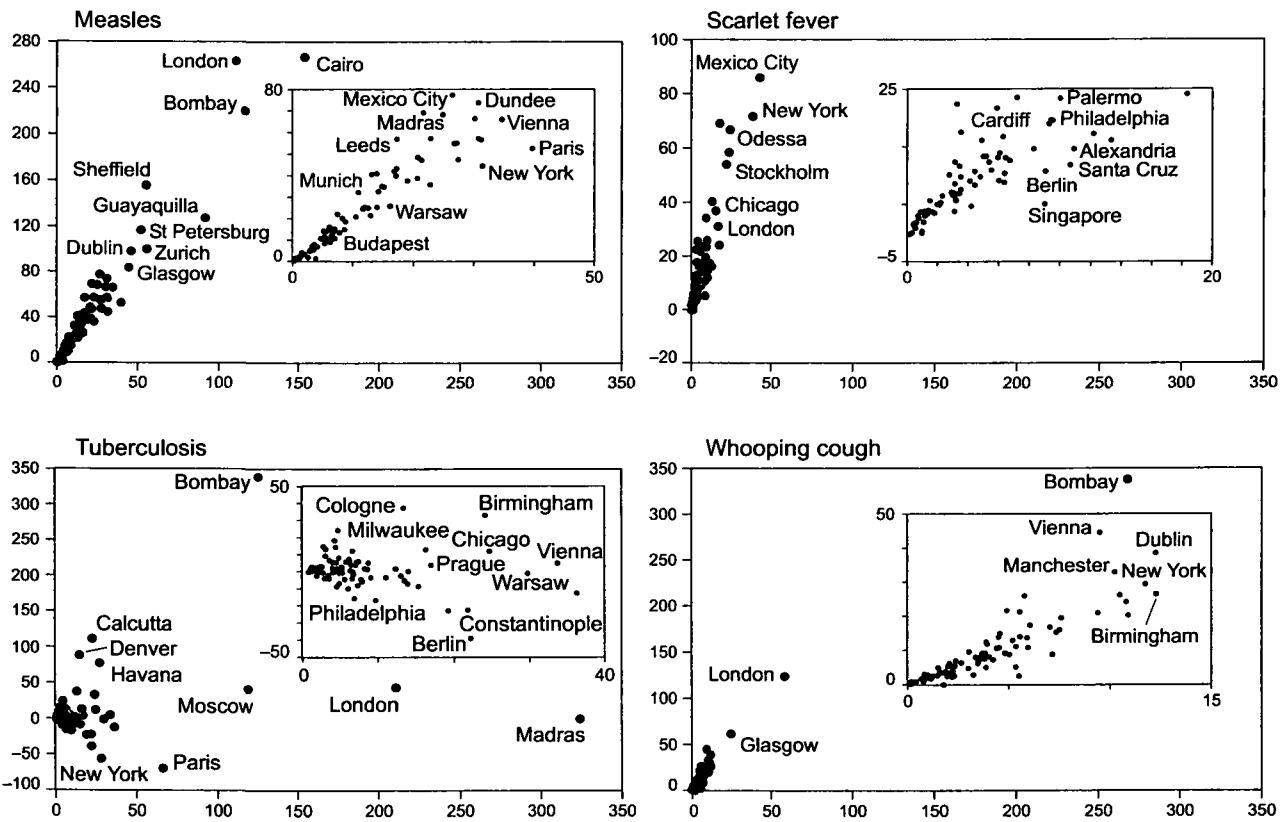 Measles
280
240
200
160
120
80
40
0
0
50
100
150
200
250
300
350
London
Cairo
Bombay
Sheffield
Guayaquilla
St Petersburg
Dublin
Zurich
Glasgow
80
0
0
50
Mexico City
Dundee
Madras
Vienna
Leeds
Paris
New York
Munich
Warsaw
Budapest
Scarlet fever
100
80
60
40
20
0
−20
0
50
100
150
200
250
300
350
Mexico City
New York
Odessa
Stockholm
Chicago
London
25
−5
0
20
Palermo
Cardiff
Philadelphia
Alexandria
Santa Cruz
Berlin
Singapore
Tuberculosis
350
300
250
200
150
100
50
0
−50
−100
0
50
100
150
200
250
300
350
Bombay
Calcutta
Denver
Havana
Moscow
London
Madras
New York
Paris
50
−50
0
40
Cologne
Birmingham
Milwaukee
Chicago
Vienna
Prague
Warsaw
Philadelphia
Constantinople
Berlin
Whooping cough
350
300
250
200
150
100
50
0
0
50
100
150
200
250
300
350
Bombay
London
Glasgow
50
0
0
15
Vienna
Dublin
Manchester
New York
Birmingham